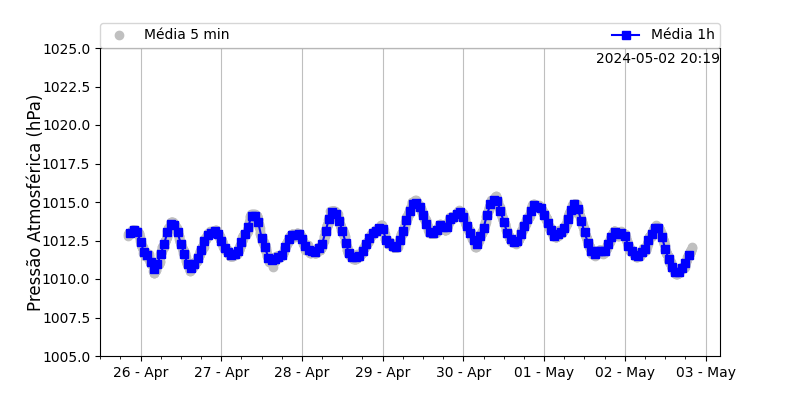 Média 5 min
Média 1h
2024-05-02 20:19
Pressão Atmosférica (hPa)
1025.0
1022.5
1020.0
1017.5
1015.0
1012.5
1010.0
1007.5
1005.0
26 - Apr
27 - Apr
28 - Apr
29 - Apr
30 - Apr
01 - May
02 - May
03 - May